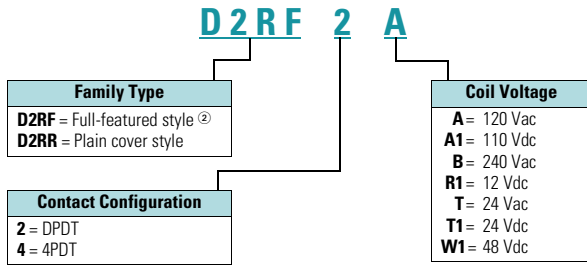 D2RF 2 A
Family Type
D2RF = Full-featured style ②
D2RR = Plain cover style
Contact Configuration
2 = DPDT
4 = 4PDT
Coil Voltage
A = 120 Vac
A1 = 110 Vdc
B = 240 Vac
R1 = 12 Vdc
T = 24 Vac
T1 = 24 Vdc
W1 = 48 Vdc